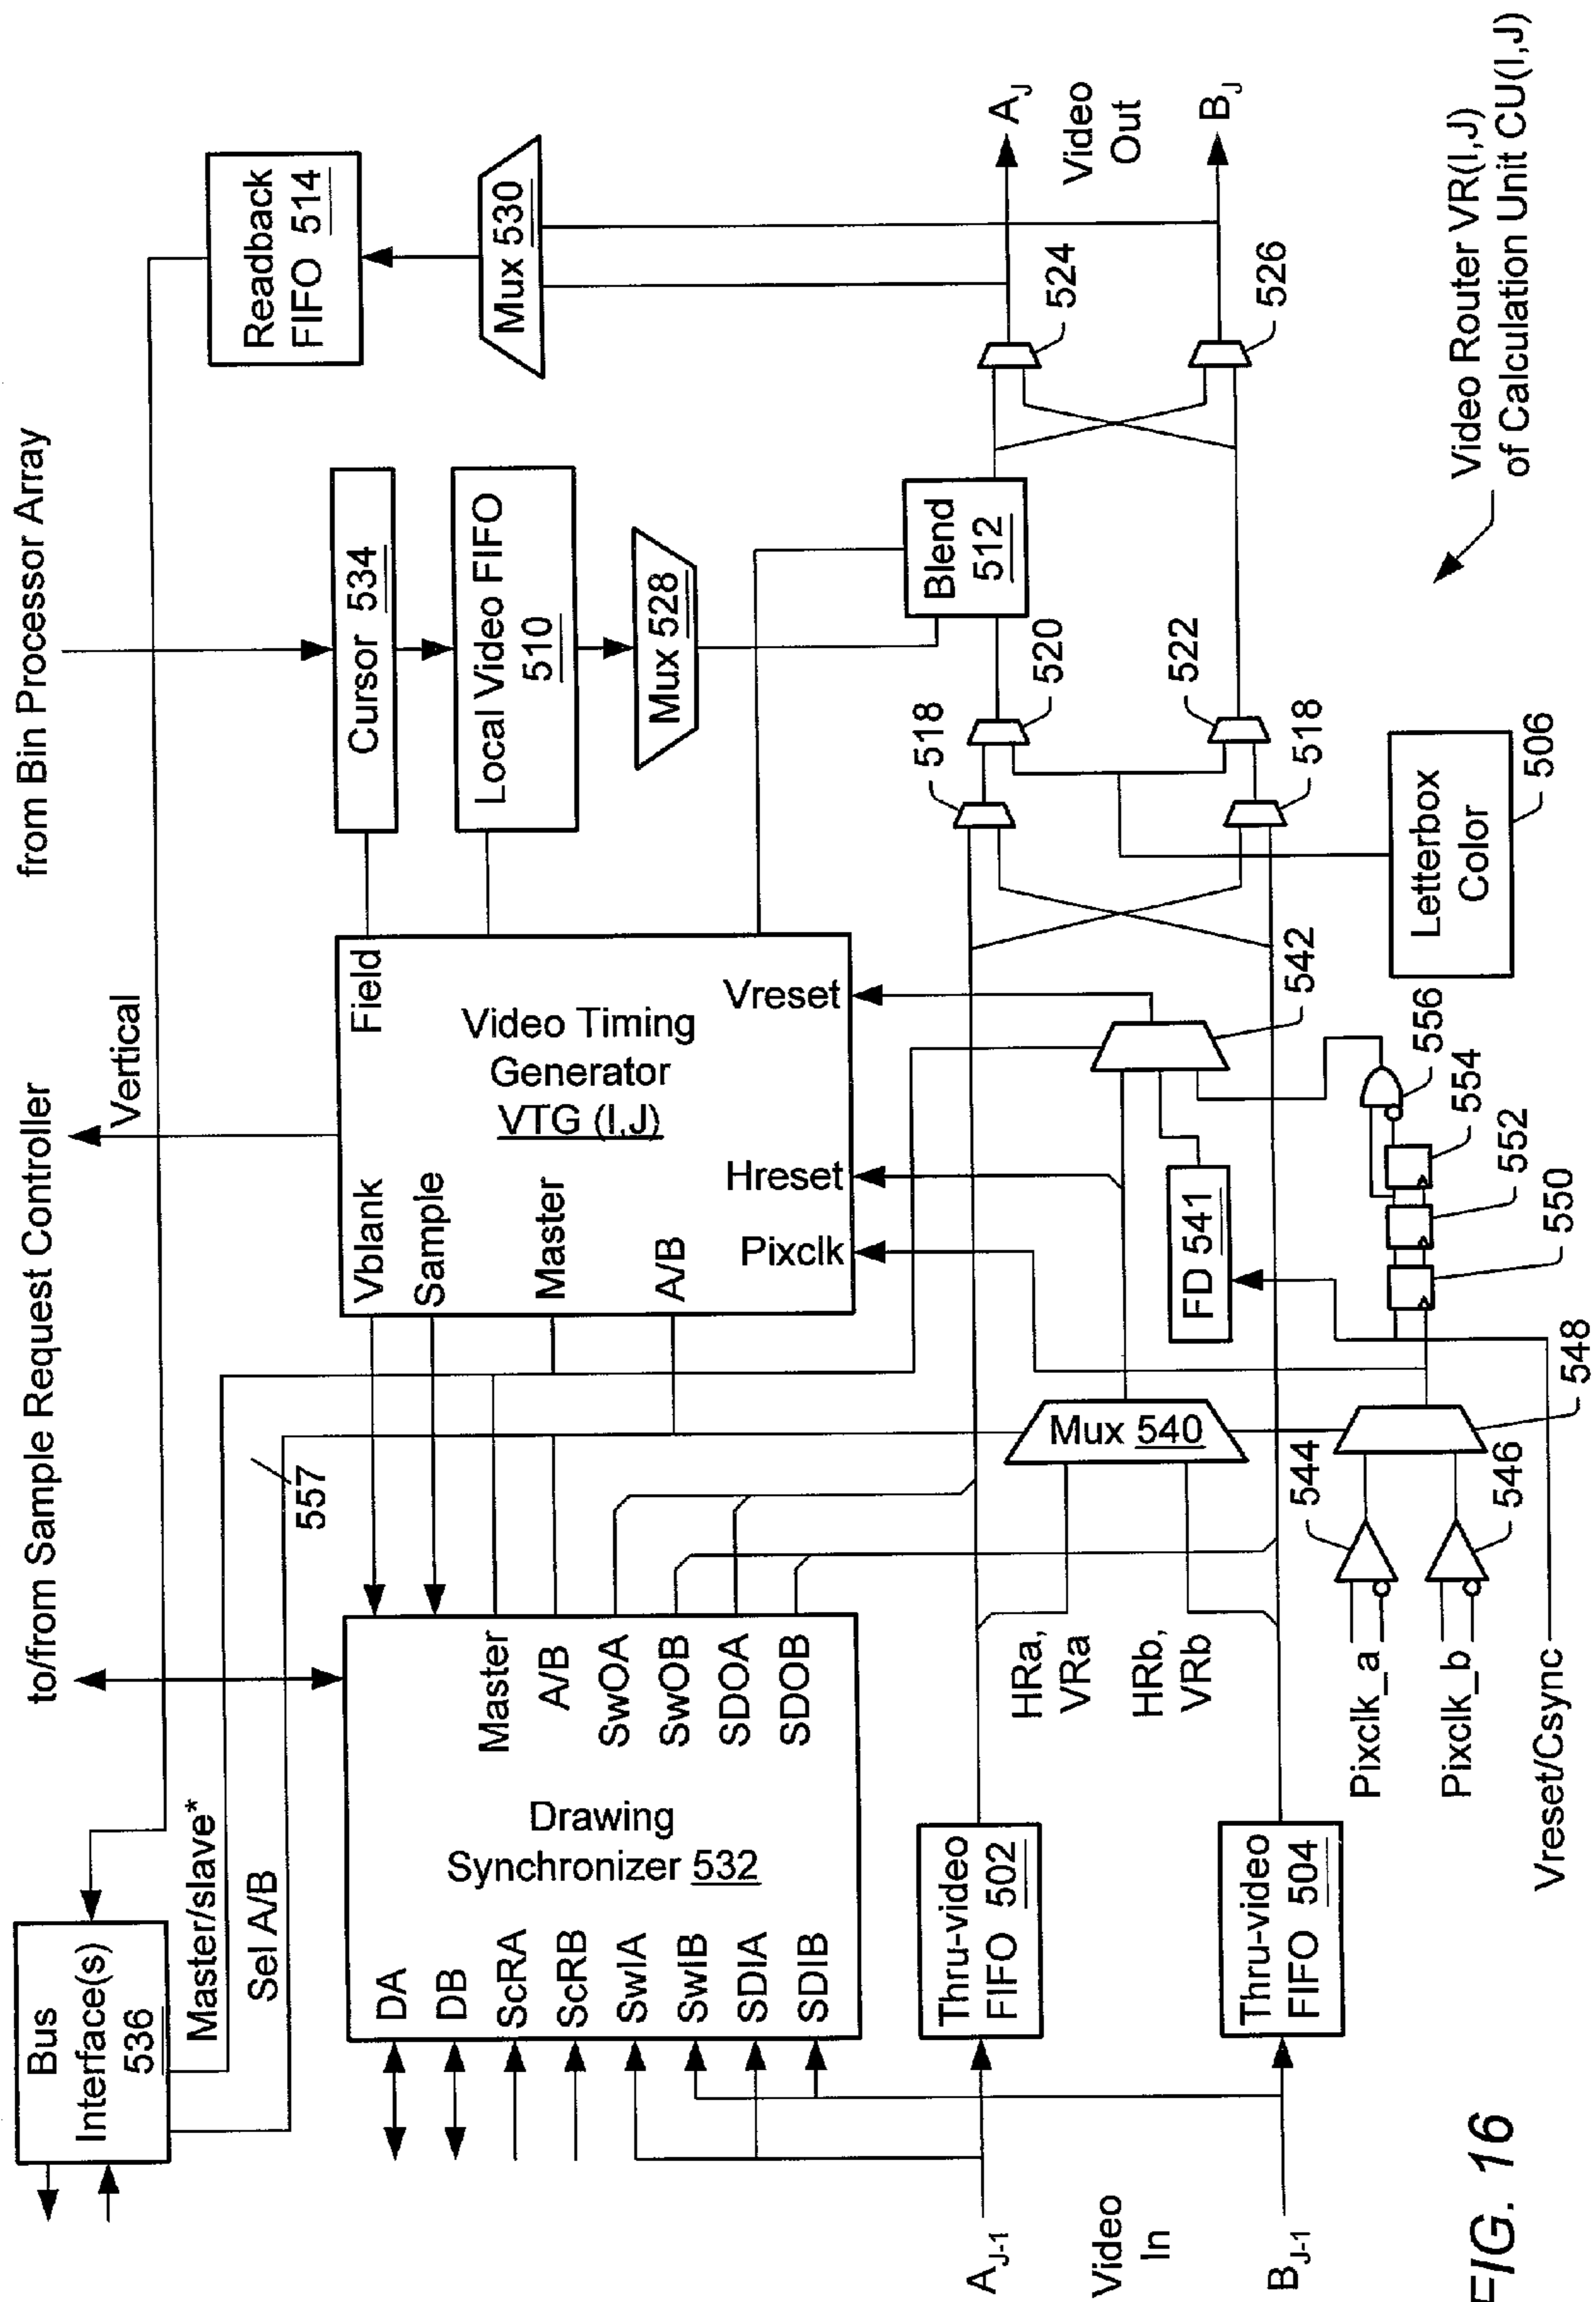 to/from Sample Request Controller
from Bin Processor Array
Vertical
Bus
Interface(s)
536
Master/slave*
Sel A/B
557
DA
DB
ScRA
ScRB
SwIA
SwIB
SDIA
SDIB
Drawing
Synchronizer 532
Master
A/B
SwOA
SwOB
SDOA
SDOB
Vblank
Sample
Master
A/B
Field
Video Timing
Generator
VTG (I,J)
Vreset
Hreset
Pixclk
Cursor 534
Local Video FIFO
510
Mux 528
Readback
FIFO 514
Mux 530
Blend
512
A_J
Video
Out
B_J
524
526
520
522
518
518
Letterbox
Color
506
542
FD 541
Mux 540
556
554
552
550
548
544
546
HRa,
VRa
HRb,
VRb
Pixclk_a
Pixclk_b
Vreset/Csync
Thru-video
FIFO 502
Thru-video
FIFO 504
A_J-1
Video
In
B_J-1
Video Router VR(I,J)
of Calculation Unit CU(I,J)
FIG. 16